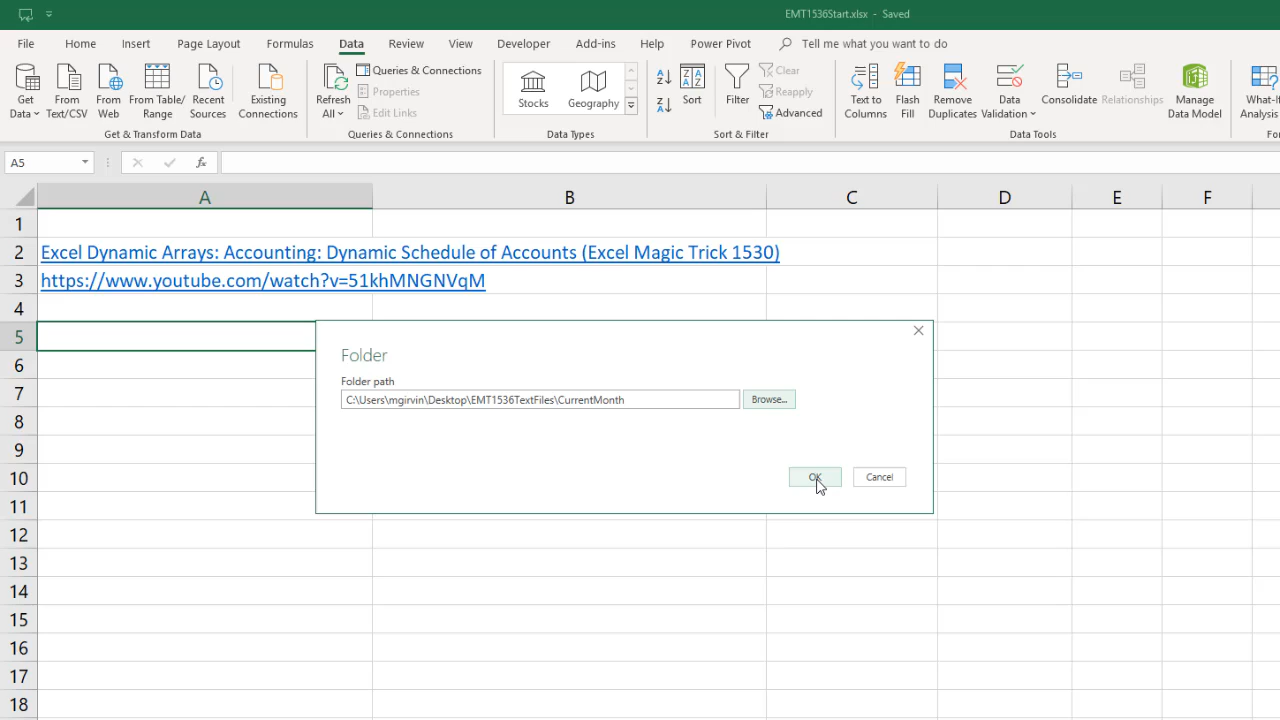 EMT1536Start.xlsx - Saved
File Home Insert Page Layout Formulas Data Review View Developer Add-ins Help Power Pivot Tell me what you want to do
Get Data
From Text/CSV
From Web
From Table/ Range
Recent Sources
Existing Connections
Get & Transform Data
Refresh All
Queries & Connections
Properties
Edit Links
Queries & Connections
Stocks
Geography
Data Types
Sort
Filter
Clear
Reapply
Advanced
Sort & Filter
Text to Columns
Flash Fill
Remove Duplicates
Data Validation
Consolidate
Relationships
Manage Data Model
Data Tools
What-I
Analysis
Fo
A5
fx
A B C D E F
1
2 Excel Dynamic Arrays: Accounting: Dynamic Schedule of Accounts (Excel Magic Trick 1530)
3 https://www.youtube.com/watch?v=51khMNGNVqM
4
5
6
7
8
9
10
11
12
13
14
15
16
17
18
Folder
Folder path
C:\Users\mgirvin\Desktop\EMT1536TextFiles\CurrentMonth
Browse...
OK Cancel